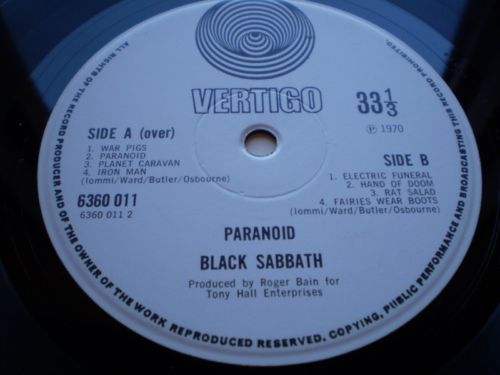 VERTIGO
33 1/3
℗ 1970
SIDE A (over)
1. WAR PIGS
2. PARANOID
3. PLANET CARAVAN
4. IRON MAN
(Iommi/Ward/Butler/Osbourne)
6360 011
6360 011 2
SIDE B
1. ELECTRIC FUNERAL
2. HAND OF DOOM
3. RAT SALAD
4. FAIRIES WEAR BOOTS
(Iommi/Ward/Butler/Osbourne)
PARANOID
BLACK SABBATH
Produced by Roger Bain for
Tony Hall Enterprises
ALL RIGHTS OF THE RECORD PRODUCER AND OF THE OWNER OF THE WORK REPRODUCED RESERVED. COPYING, PUBLIC PERFORMANCE AND BROADCASTING OF THIS RECORD PROHIBITED.